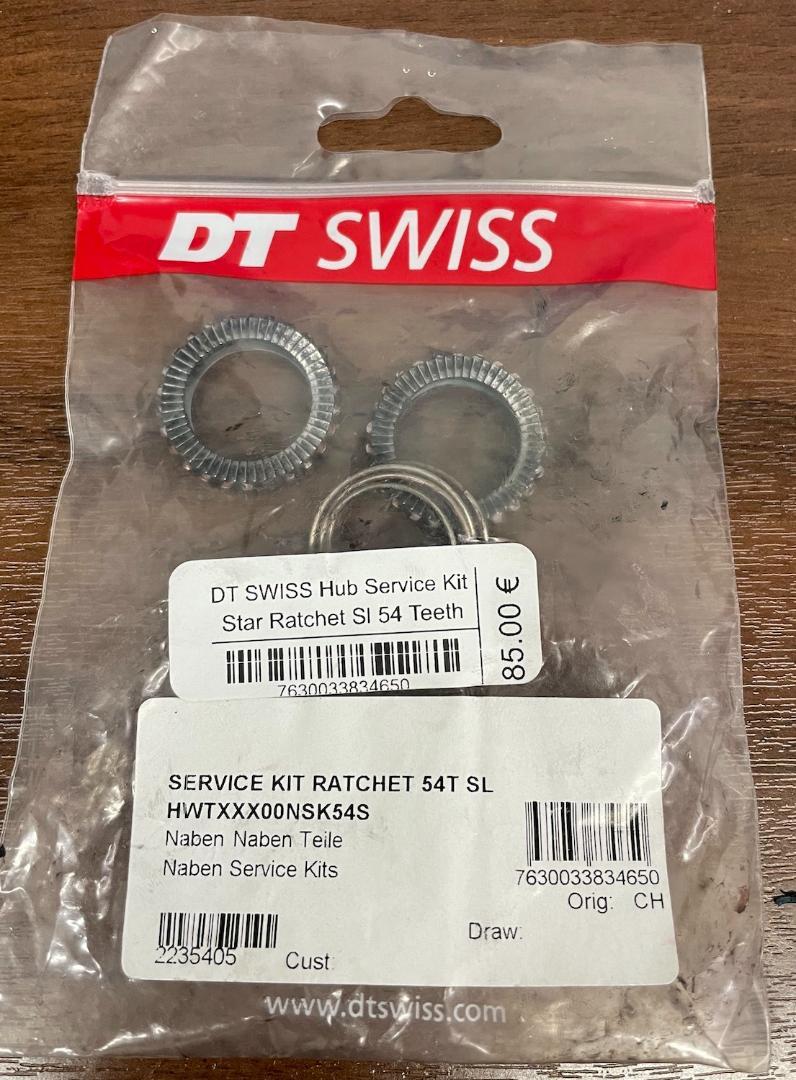 DT SWISS
DT SWISS Hub Service Kit
Star Ratchet Sl 54 Teeth
7630033834650
85.00 €
SERVICE KIT RATCHET 54T SL
HWTXXX00NSK54S
Naben Naben Teile
Naben Service Kits
7630033834650
Orig: CH
Draw:
2235405
Cust:
www.dtswiss.com